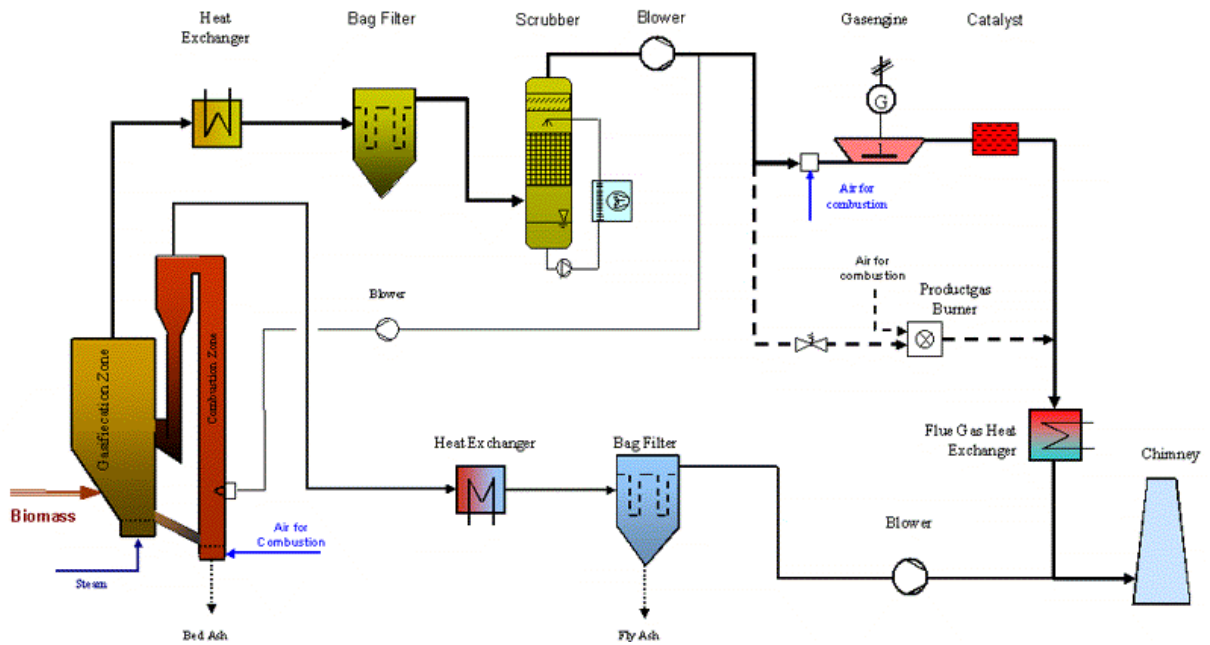 Heat
Exchanger
Bag Filter
Scrubber
Blower
Gasengine
Catalyst
G
1
Air for
combustion
Air for
combustion
Productgas
Burner
Blower
Gasafiecation Zone
Combustion Zone
Heat Exchanger
Bag Filter
Flue Gas Heat
Exchanger
Chimney
Biomass
Air for
Combustion
Blower
Steam
Bed Ash
Fly Ash